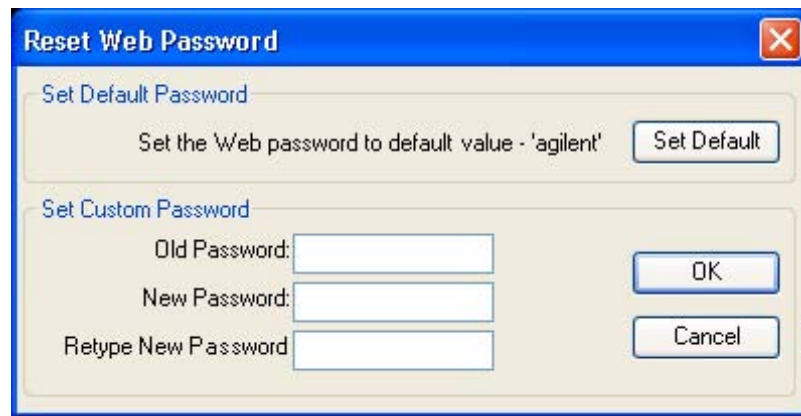 Reset Web Password
Set Default Password
Set the Web password to default value - 'agilent'
Set Default
Set Custom Password
Old Password:
New Password:
Retype New Password
OK
Cancel